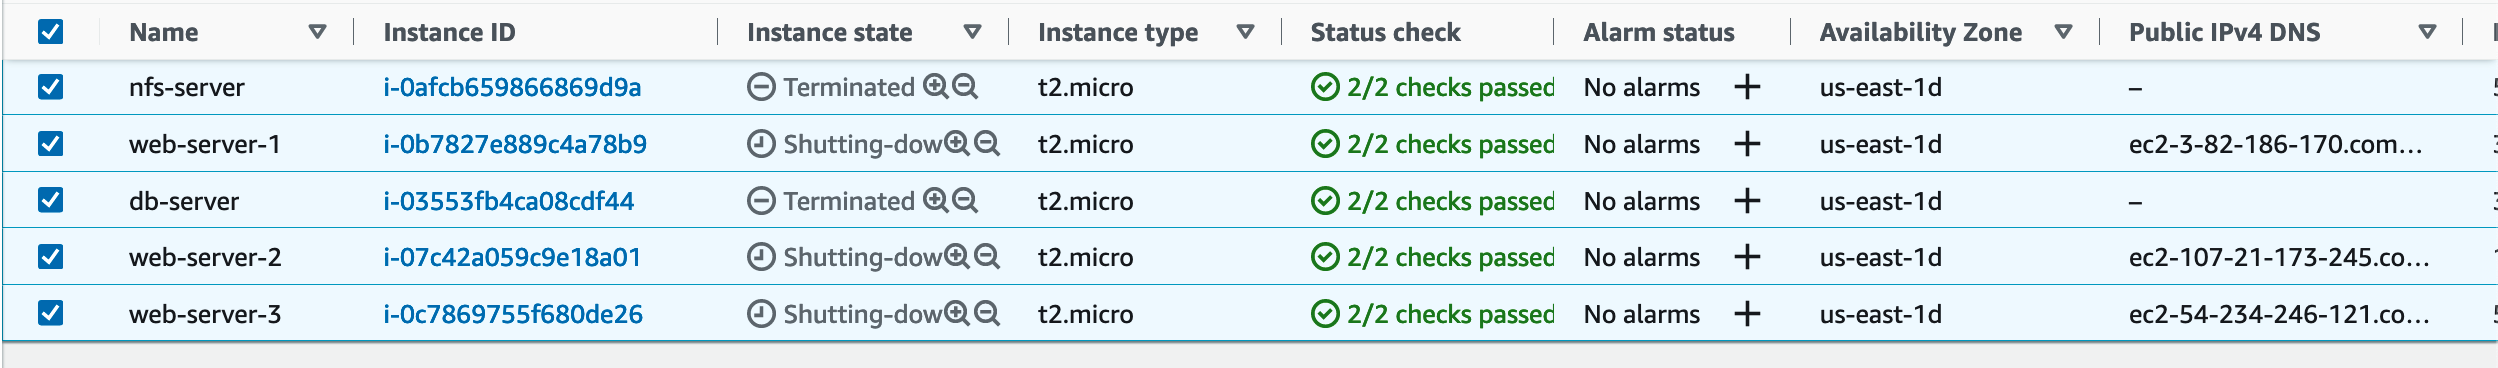 Name Instance ID Instance state Instance type Status check Alarm status Availability Zone Public IPv4 DNS
nfs-server i-0afcb659866869d9a Terminated t2.micro 2/2 checks passed No alarms + us-east-1d –
web-server-1 i-0b7827e889c4a78b9 Shutting-dow t2.micro 2/2 checks passed No alarms + us-east-1d ec2-3-82-186-170.com...
db-server i-03553fb4ca08cdf44 Terminated t2.micro 2/2 checks passed No alarms + us-east-1d –
web-server-2 i-07c42a059c9e18a01 Shutting-dow t2.micro 2/2 checks passed No alarms + us-east-1d ec2-107-21-173-245.co...
web-server-3 i-0c7869755f680de26 Shutting-dow t2.micro 2/2 checks passed No alarms + us-east-1d ec2-54-234-246-121.co...